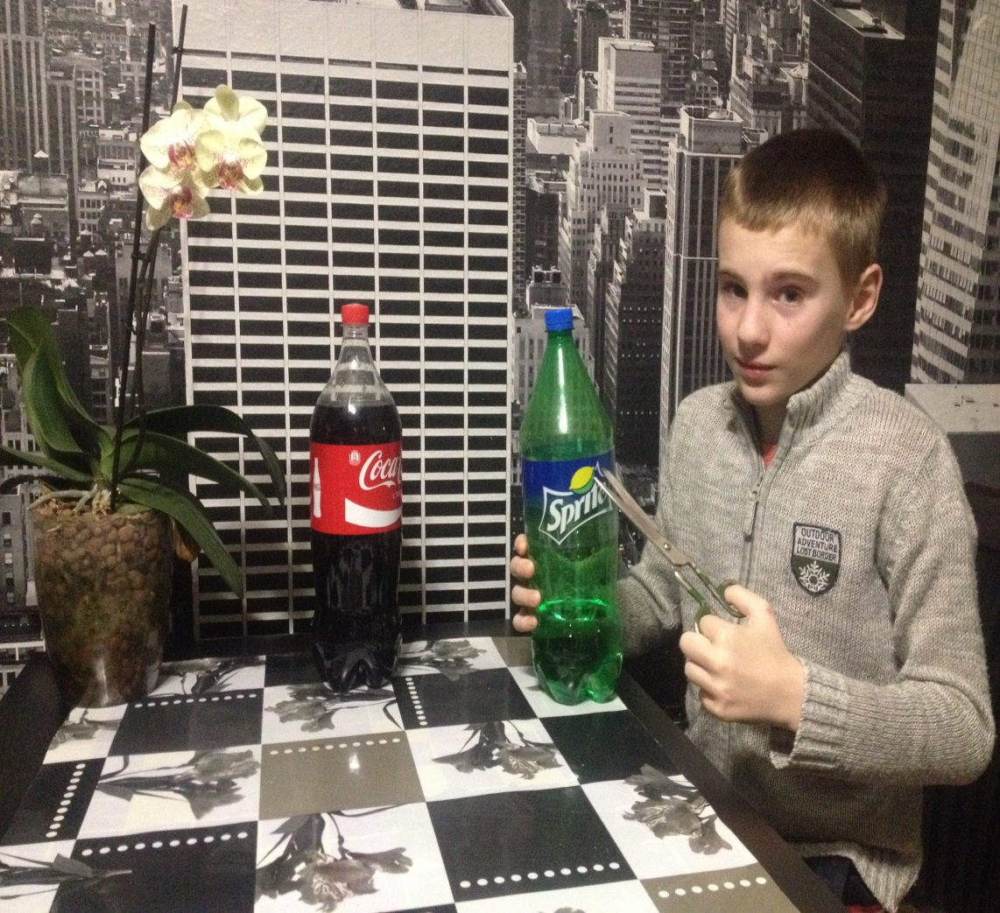 Coca
Sprite
OUTDOOR
ADVENTURE
LOST BORDER